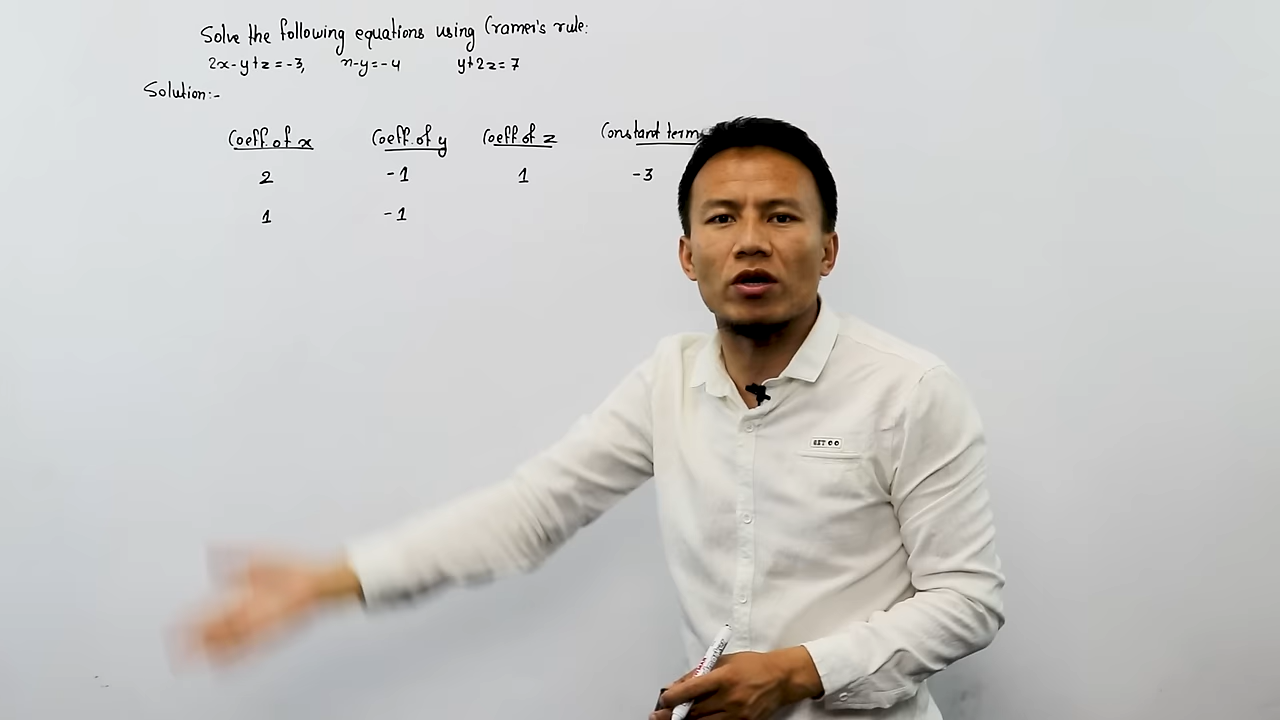 Solve the following equations using Cramer's rule:
2x-y+z=-3, x-y=-4 y+2z=7
Solution:-
Coeff. of x Coeff. of y Coeff. of z Constant term
2 -1 1 -3
1 -1